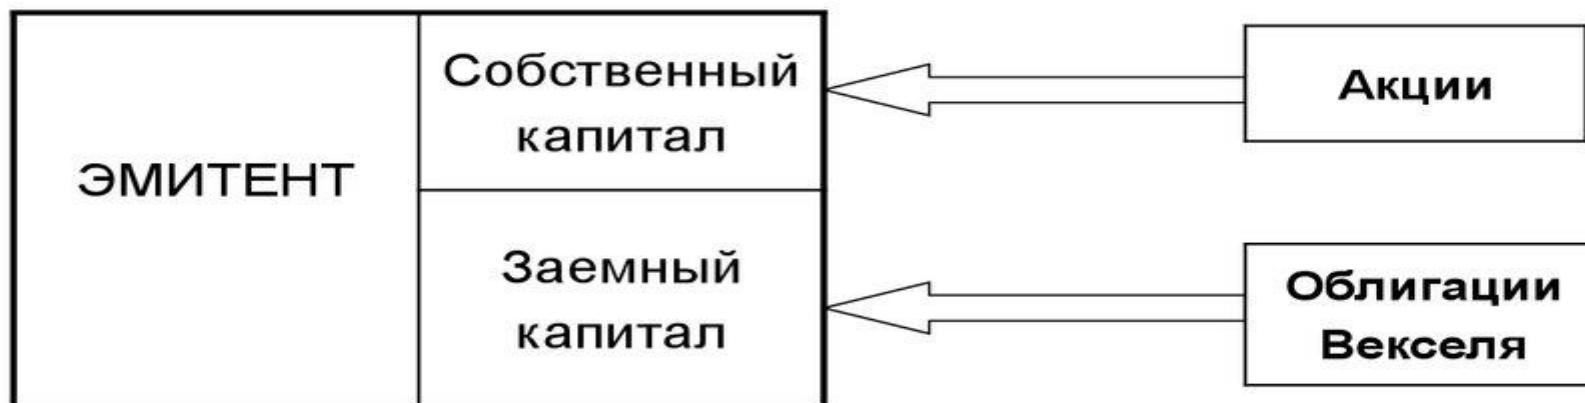 ЭМИТЕНТ
Собственный
капитал
Акции
Заемный
капитал
Облигации
Векселя